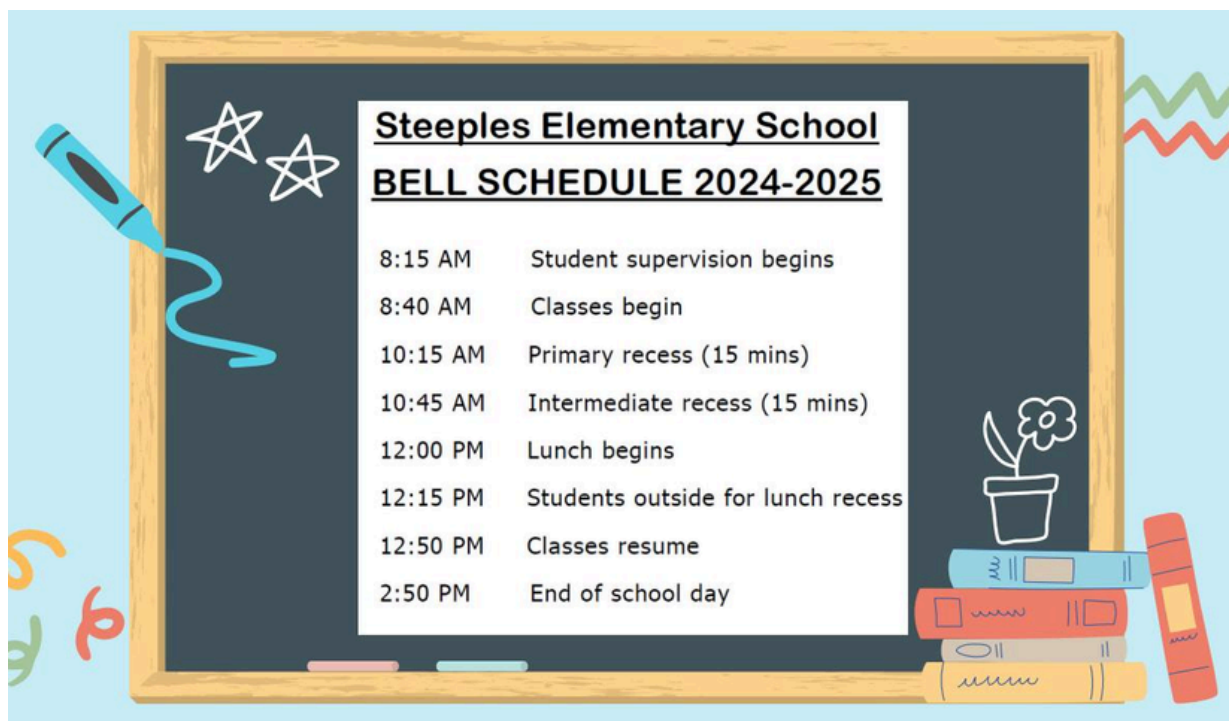 Steeples Elementary School
BELL SCHEDULE 2024-2025
8:15 AM Student supervision begins
8:40 AM Classes begin
10:15 AM Primary recess (15 mins)
10:45 AM Intermediate recess (15 mins)
12:00 PM Lunch begins
12:15 PM Students outside for lunch recess
12:50 PM Classes resume
2:50 PM End of school day